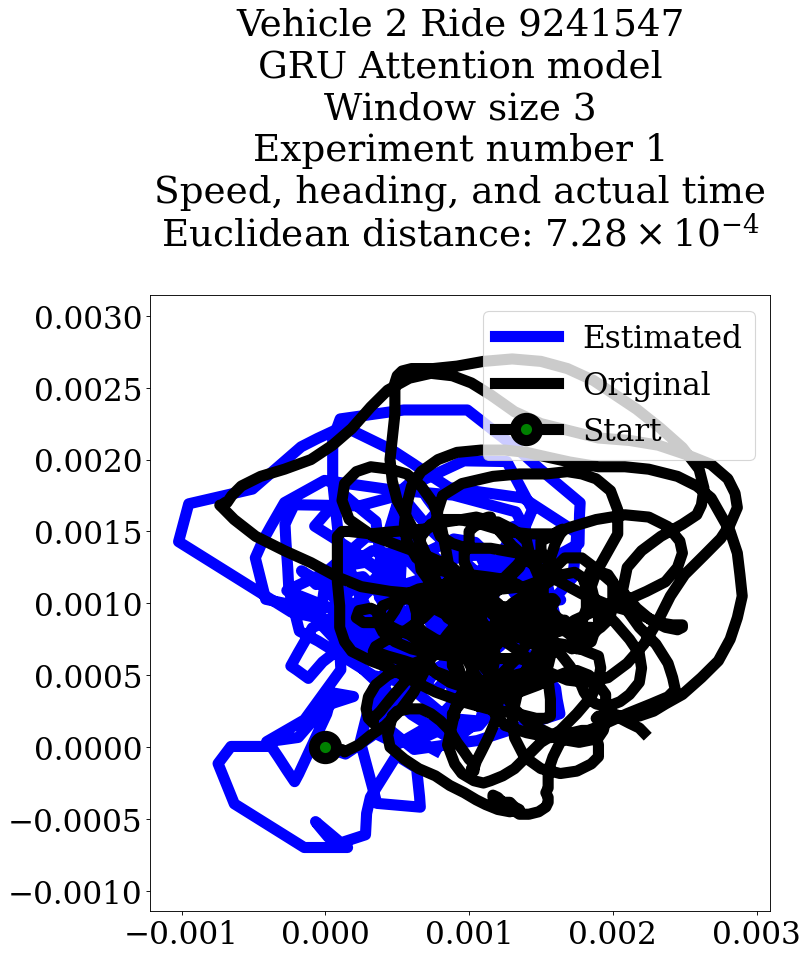 Vehicle 2 Ride 9241547
GRU Attention model
Window size 3
Experiment number 1
Speed, heading, and actual time
Euclidean distance: 7.28 × 10⁻⁴
Estimated
Original
Start
0.0030
0.0025
0.0020
0.0015
0.0010
0.0005
0.0000
−0.0005
−0.0010
−0.001 0.000 0.001 0.002 0.003